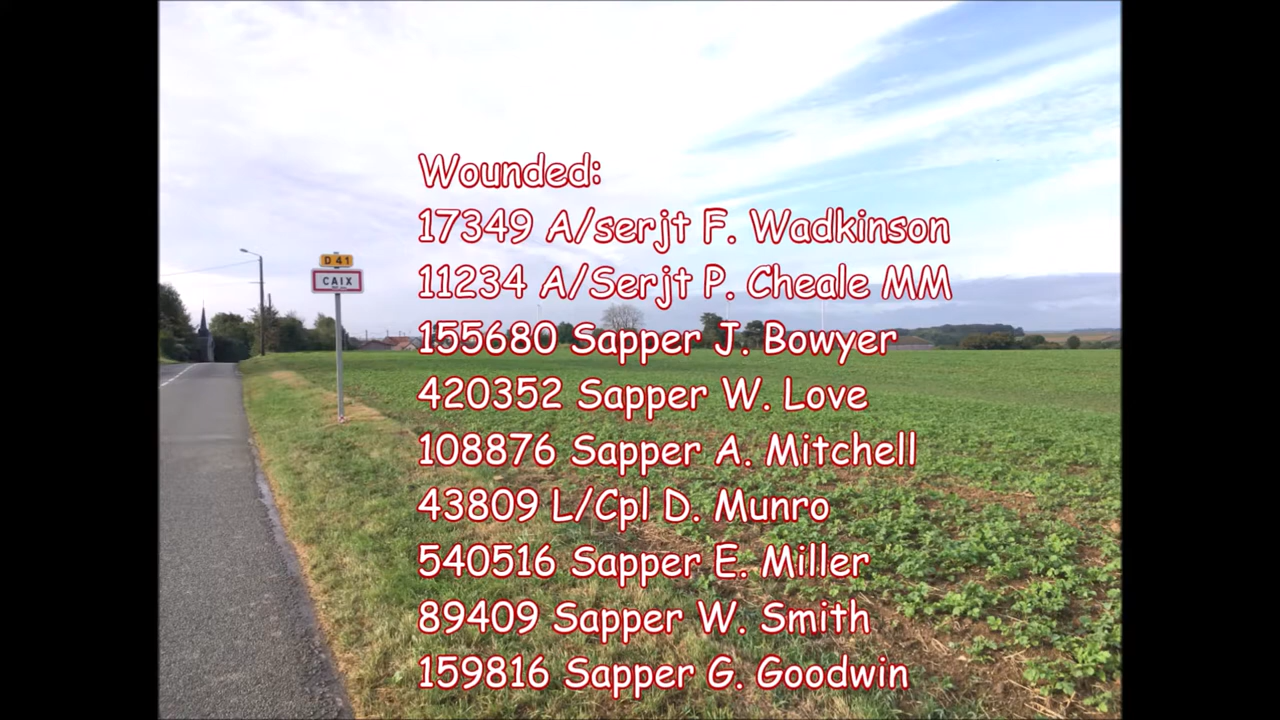 Wounded:
17349 A/serjt F. Wadkinson
11234 A/Serjt P. Cheale MM
155680 Sapper J. Bowyer
420352 Sapper W. Love
108876 Sapper A. Mitchell
43809 L/Cpl D. Munro
540516 Sapper E. Miller
89409 Sapper W. Smith
159816 Sapper G. Goodwin
D 41
CAIX